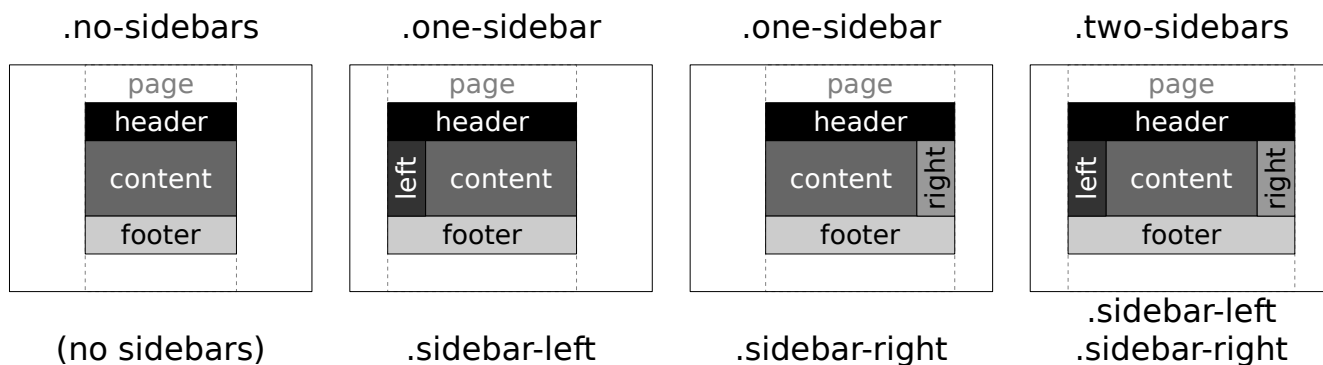 .no-sidebars
page
header
content
footer
(no sidebars)
.one-sidebar
page
header
left
content
footer
.sidebar-left
.one-sidebar
page
header
content
right
footer
.sidebar-right
.two-sidebars
page
header
left
content
right
footer
.sidebar-left
.sidebar-right